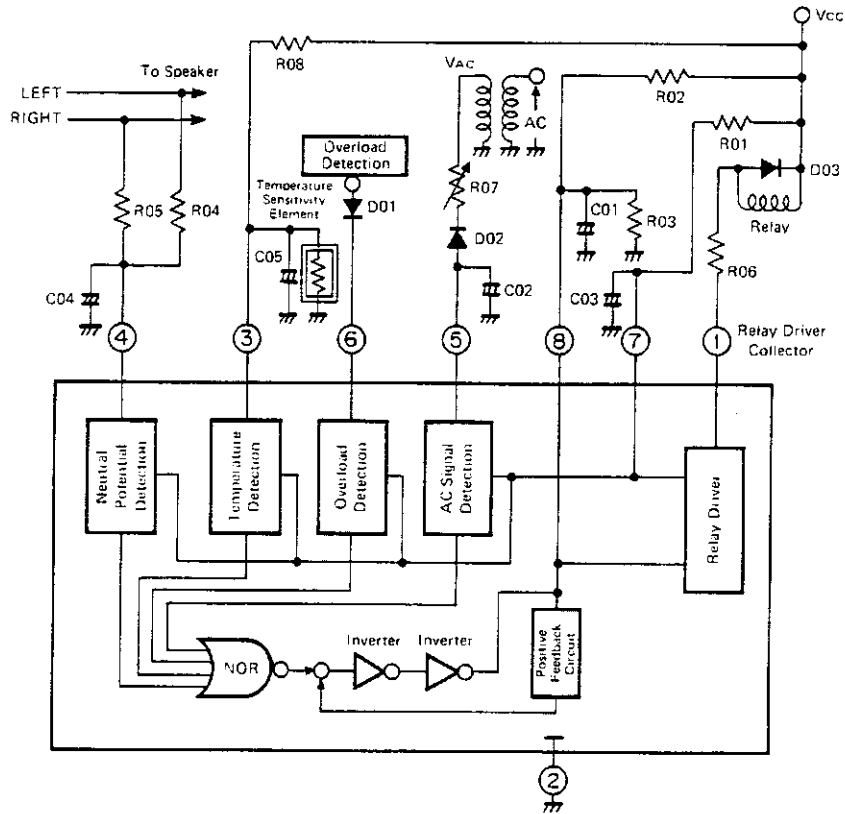 VCC
R08
To Speaker
LEFT
RIGHT
VAC
AC
R02
R01
D03
Relay
Overload
Detection
Temperature
Sensitivity
Element
D01
R07
D02
R05
R04
C05
C01
R03
R06
C04
C02
C03
4
3
6
5
8
7
1
Relay Driver
Collector
Neutral
Potential
Detection
Temperature
Detection
Overload
Detection
AC Signal
Detection
Relay Driver
Inverter
Inverter
NOR
Positive
Feedback
Circuit
2